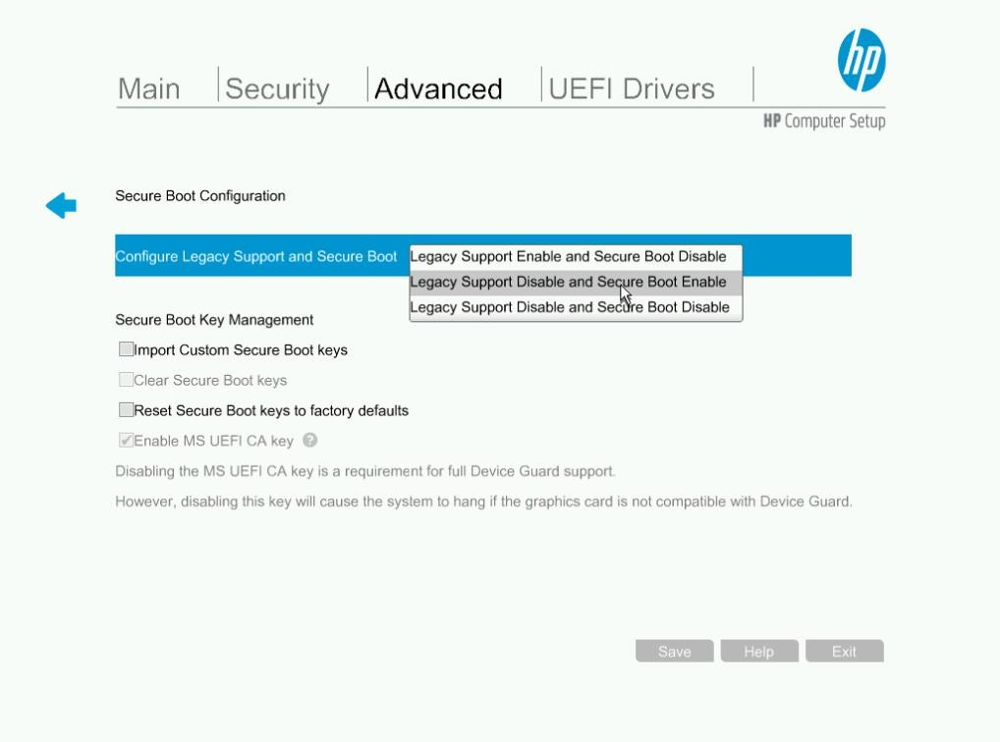 hp
Main
Security
Advanced
UEFI Drivers
HP Computer Setup
Secure Boot Configuration
Configure Legacy Support and Secure Boot
Legacy Support Enable and Secure Boot Disable
Legacy Support Disable and Secure Boot Enable
Legacy Support Disable and Secure Boot Disable
Secure Boot Key Management
Import Custom Secure Boot keys
Clear Secure Boot keys
Reset Secure Boot keys to factory defaults
Enable MS UEFI CA key ?
Disabling the MS UEFI CA key is a requirement for full Device Guard support.
However, disabling this key will cause the system to hang if the graphics card is not compatible with Device Guard.
Save
Help
Exit